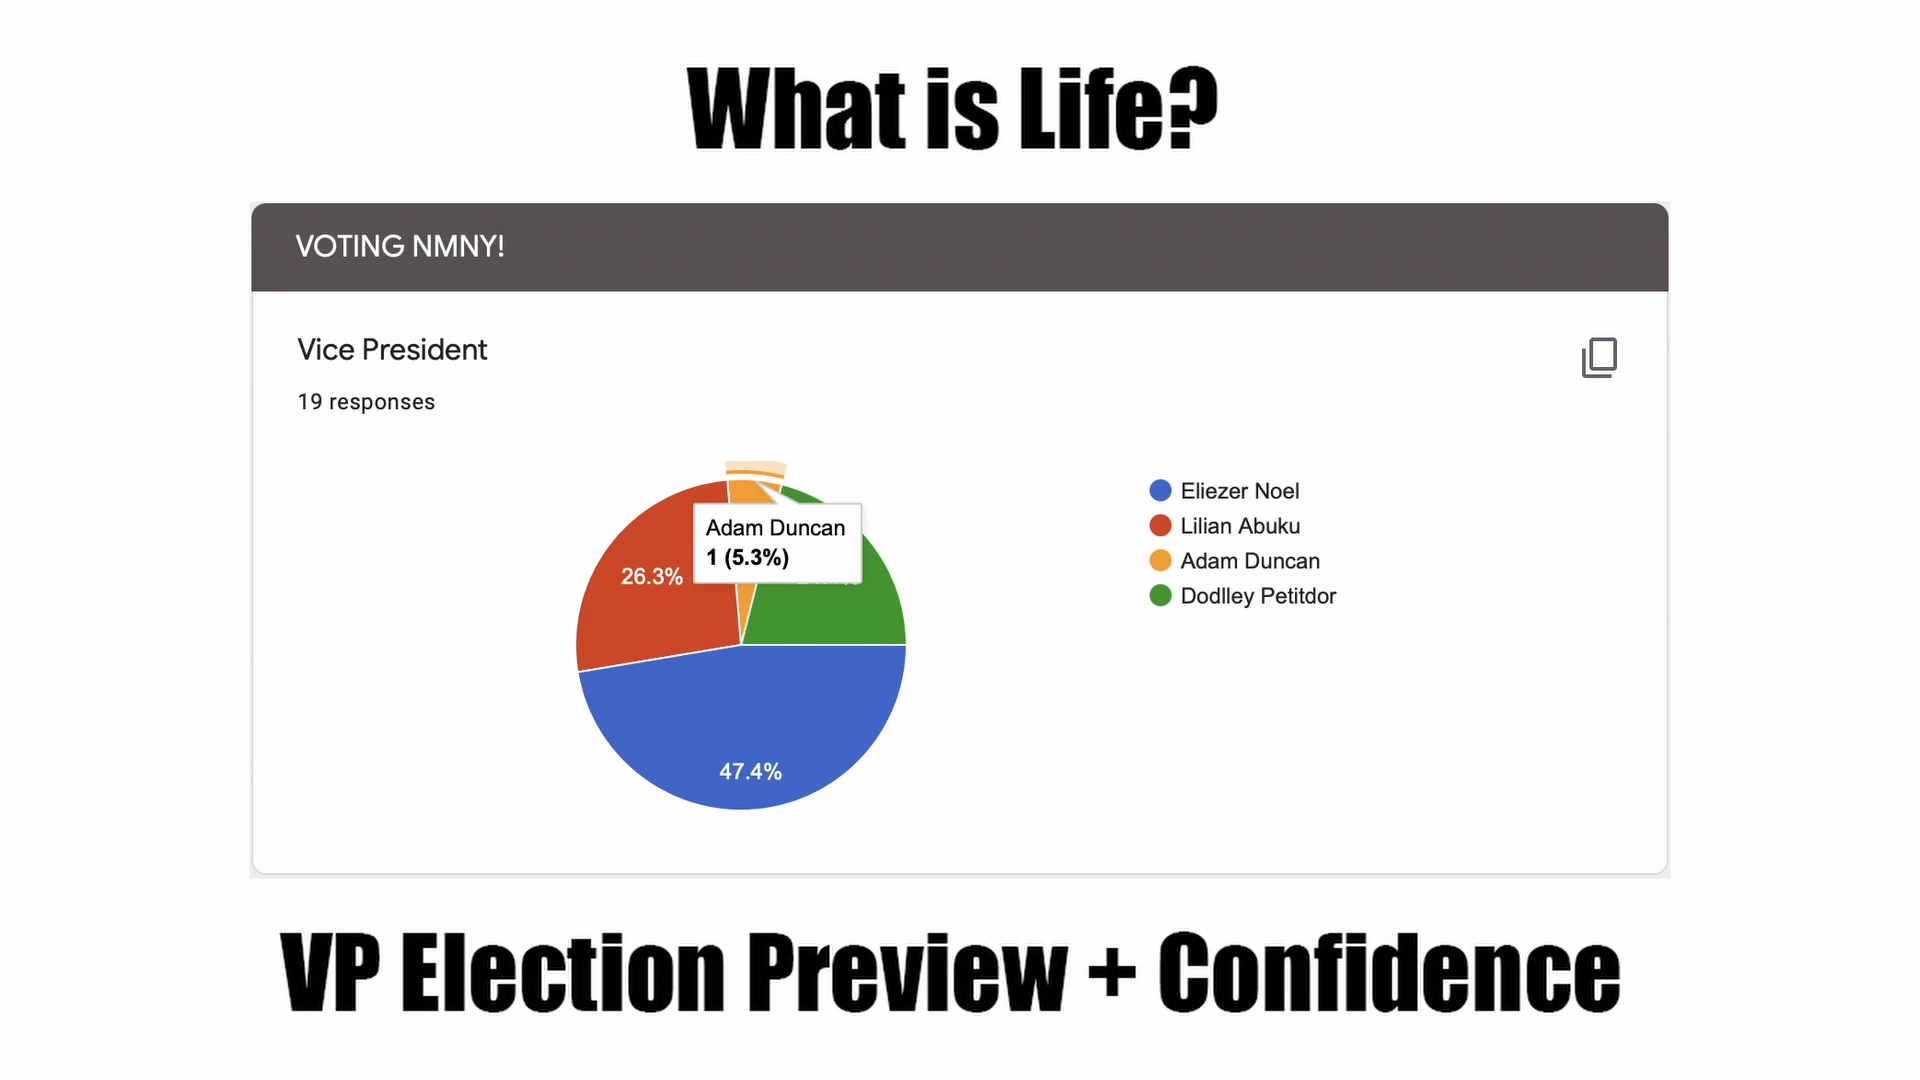 What is Life?
VOTING NMNY!
Vice President
19 responses
Eliezer Noel
Lilian Abuku
Adam Duncan
Dodlley Petitdor
Adam Duncan
1 (5.3%)
26.3%
47.4%
VP Election Preview + Confidence